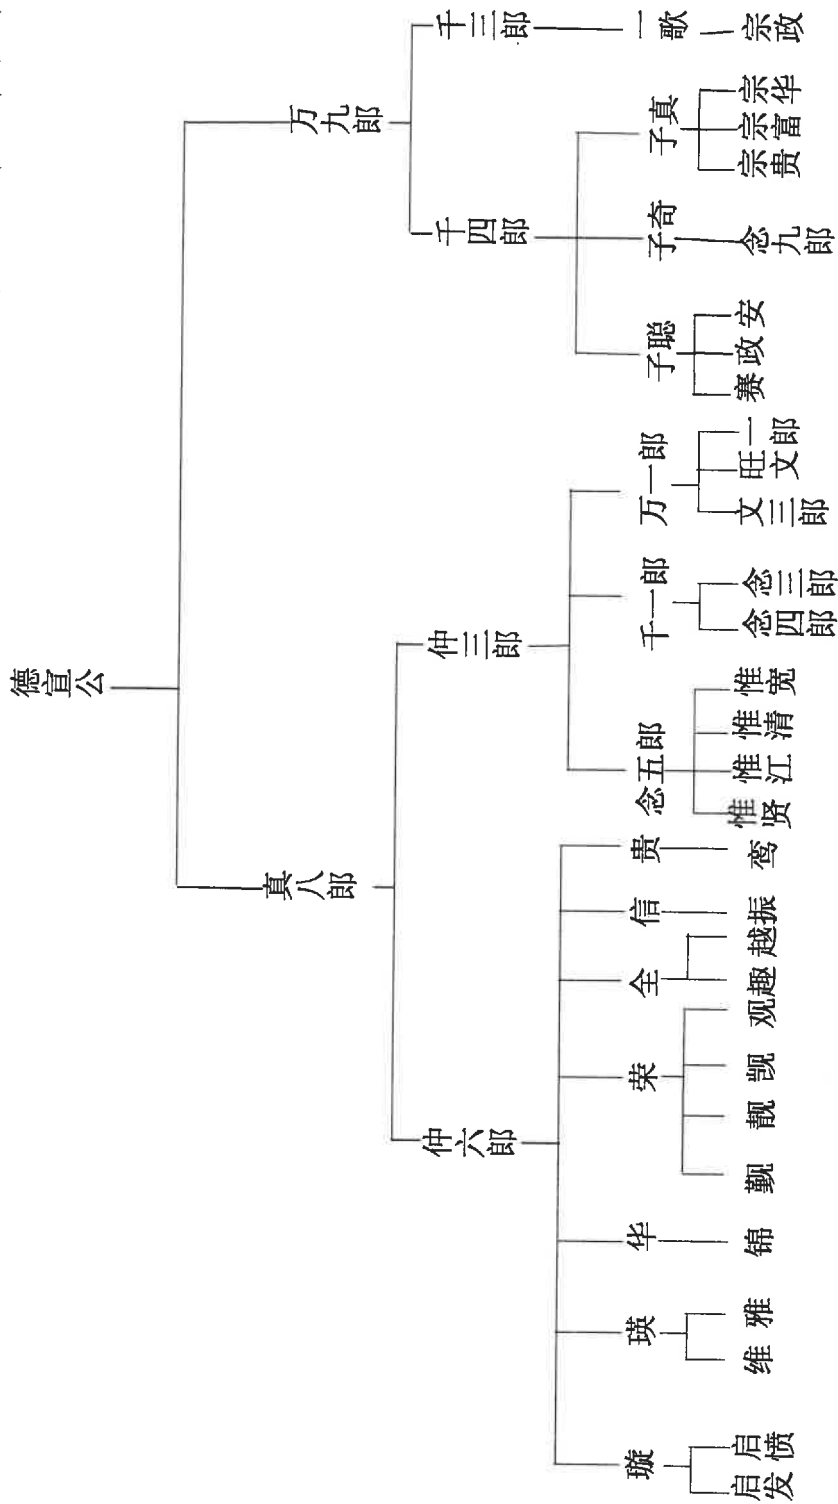 德宣公
万九郎
真八郎
千三郎
千四郎
仲三郎
仲六郎
一歌
子真
子奇
子聪
万一郎
千一郎
念五郎
贵
信
全
荣
华
瑛
璇
宗政
宗华
宗富
宗贵
念九郎
安
政
赛
一郎
旺文
文三郎
念三郎
念四郎
惟宽
惟清
惟江
惟贤
鸾
振
越
趣
观
觊
靓
觐
锦
雅
维
启愤
启发